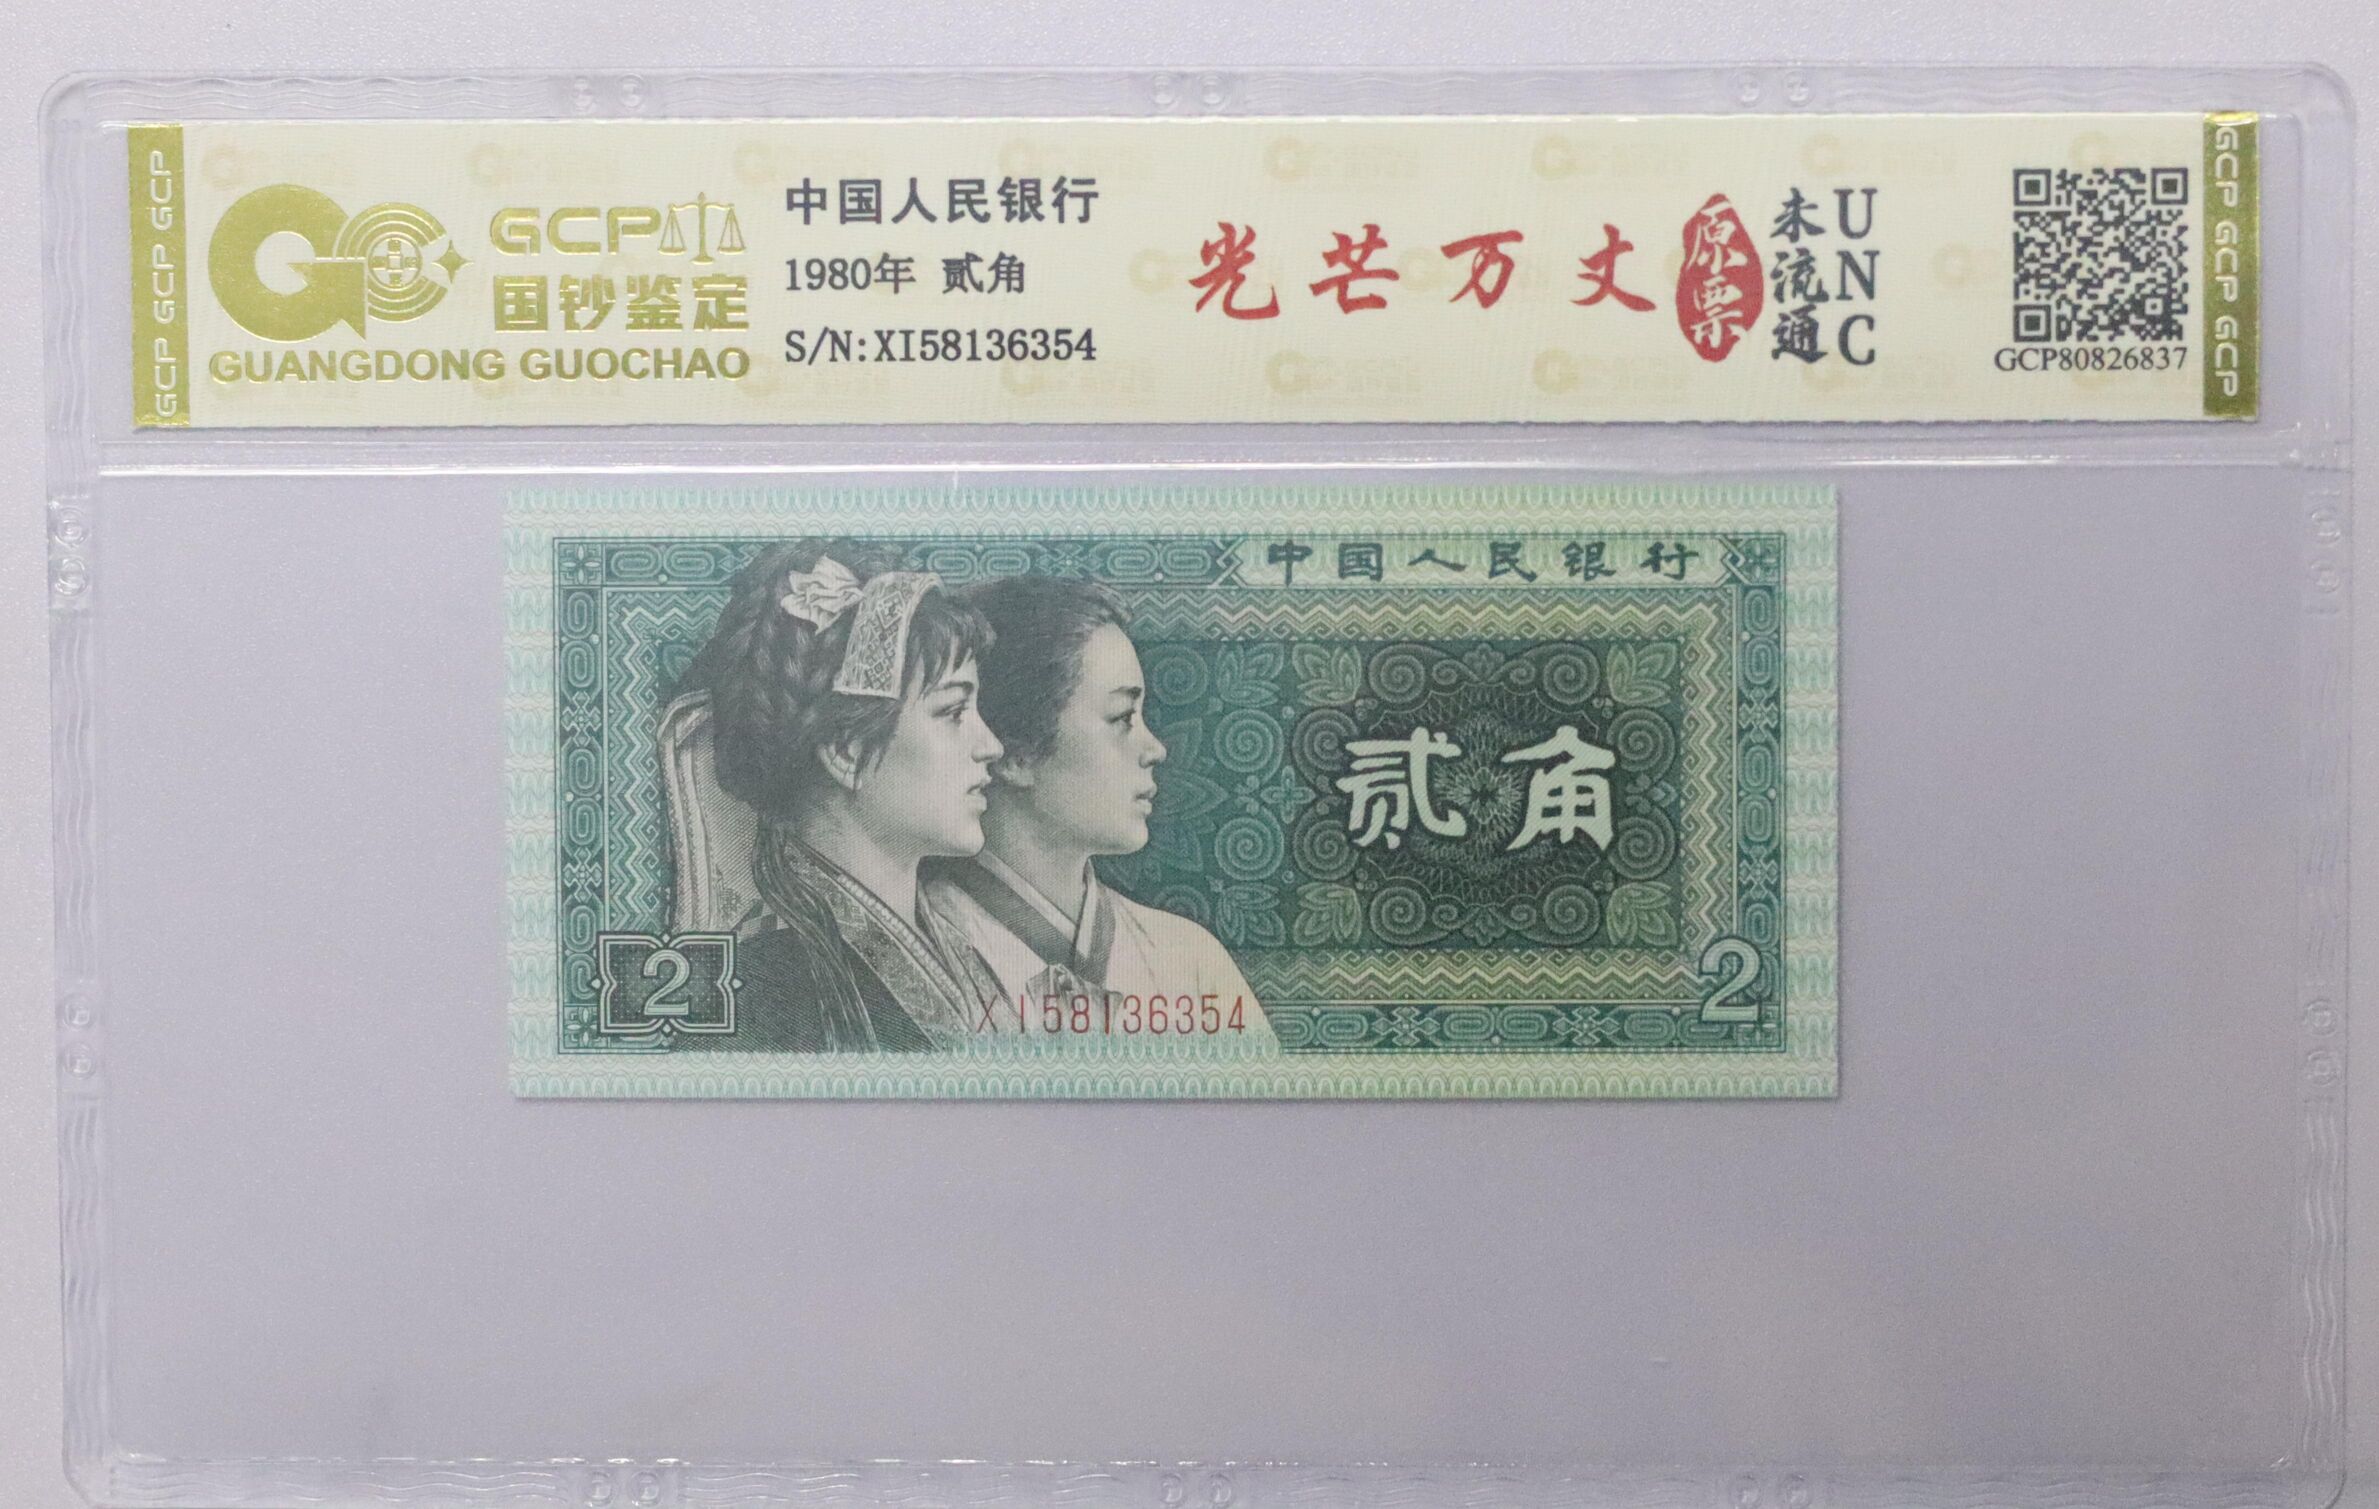 GCP GCP GCP
GCP
国钞鉴定
GUANGDONG GUOCHAO
中国人民银行
1980年 贰角
S/N:XI58136354
光芒万丈
原票
未流通
UNC
GCP80826837
GCP GCP GCP
中国人民银行
贰角
2
2
XI58136354